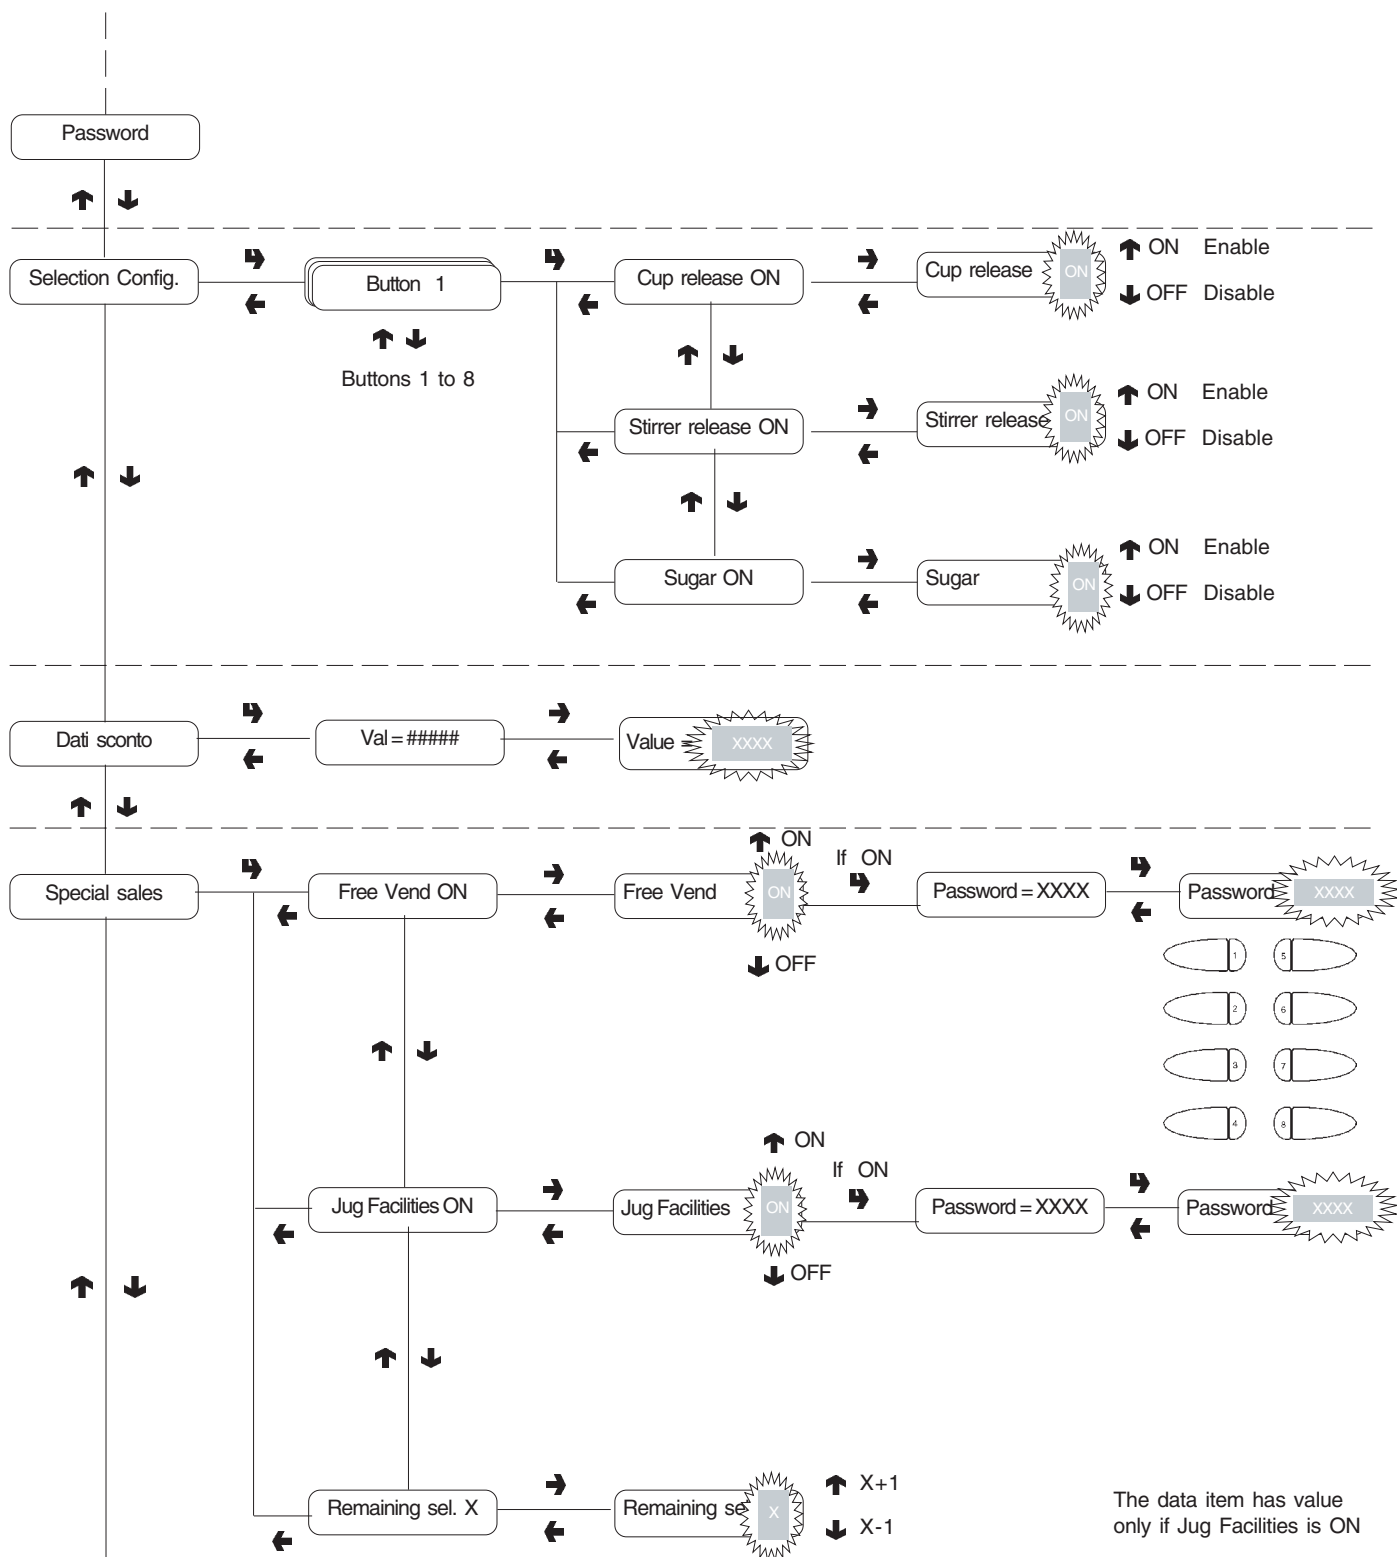 Password
Selection Config.
Button 1
Buttons 1 to 8
Cup release ON
Cup release ON
ON Enable
OFF Disable
Stirrer release ON
Stirrer release ON
ON Enable
OFF Disable
Sugar ON
Sugar ON
ON Enable
OFF Disable
Dati sconto
Val=#####
Value = XXXX
Special sales
Free Vend ON
Free Vend ON
ON
OFF
If ON
Password=XXXX
Password XXXX
1 5
2 6
3 7
4 8
Jug Facilities ON
Jug Facilities ON
ON
OFF
If ON
Password=XXXX
Password XXXX
Remaining sel. X
Remaining se X
X+1
X-1
The data item has value
only if Jug Facilities is ON